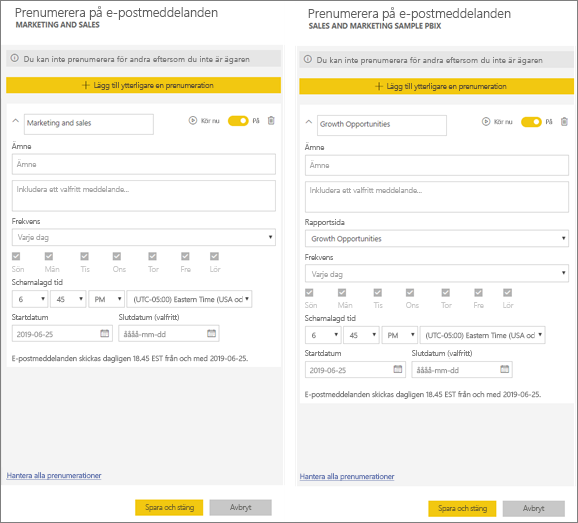 Prenumerera på e-postmeddelanden
MARKETING AND SALES
Du kan inte prenumerera för andra eftersom du inte är ägaren
+ Lägg till ytterligare en prenumeration
Marketing and sales
Kör nu
På
Ämne
Ämne
Inkludera ett valfritt meddelande...
Frekvens
Varje dag
Sön Mån Tis Ons Tor Fre Lör
Schemalagd tid
6 45 PM (UTC-05:00) Eastern Time (USA och
Startdatum Slutdatum (valfritt)
2019-06-25 åååå-mm-dd
E-postmeddelanden skickas dagligen 18.45 EST från och med 2019-06-25.
Hantera alla prenumerationer
Spara och stäng Avbryt
Prenumerera på e-postmeddelanden
SALES AND MARKETING SAMPLE PBIX
Du kan inte prenumerera för andra eftersom du inte är ägaren
+ Lägg till ytterligare en prenumeration
Growth Opportunities
Kör nu
På
Ämne
Ämne
Inkludera ett valfritt meddelande...
Rapportsida
Growth Opportunities
Frekvens
Varje dag
Sön Mån Tis Ons Tor Fre Lör
Schemalagd tid
6 45 PM (UTC-05:00) Eastern Time (USA oc
Startdatum Slutdatum (valfritt)
2019-06-25 åååå-mm-dd
E-postmeddelanden skickas dagligen 18.45 EST från och med 2019-06-25.
Hantera alla prenumerationer
Spara och stäng Avbryt